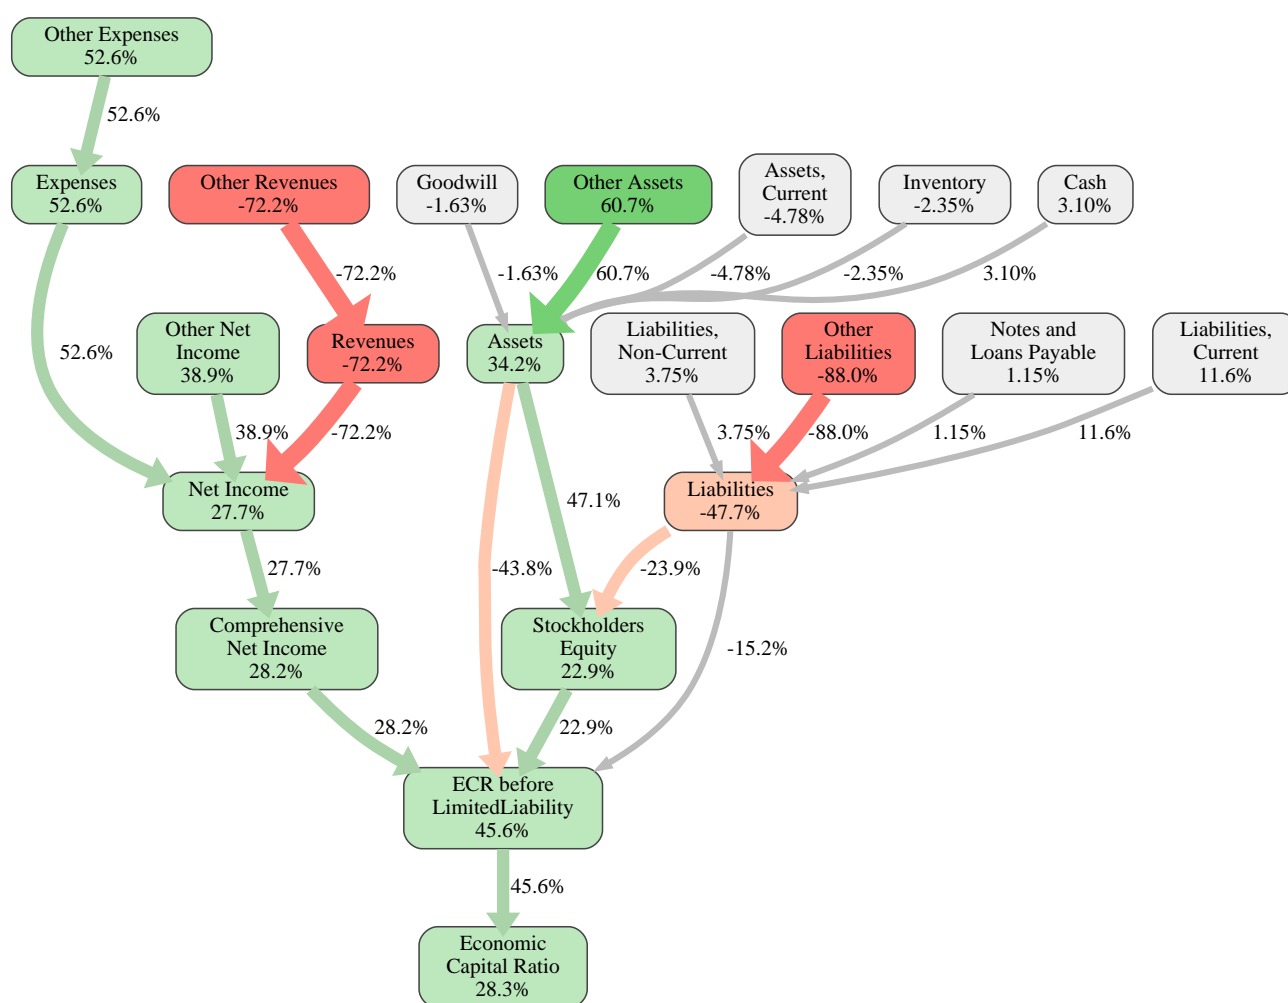 Other Expenses
52.6%
52.6%
Expenses
52.6%
Other Revenues
-72.2%
Goodwill
-1.63%
Other Assets
60.7%
Assets,
Current
-4.78%
Inventory
-2.35%
Cash
3.10%
-72.2%
-1.63%
60.7%
-4.78%
-2.35%
3.10%
52.6%
Other Net
Income
38.9%
Revenues
-72.2%
Assets
34.2%
Liabilities,
Non-Current
3.75%
Other
Liabilities
-88.0%
Notes and
Loans Payable
1.15%
Liabilities,
Current
11.6%
38.9%
-72.2%
3.75%
-88.0%
1.15%
11.6%
Net Income
27.7%
47.1%
Liabilities
-47.7%
27.7%
-43.8%
-23.9%
Comprehensive
Net Income
28.2%
Stockholders
Equity
22.9%
-15.2%
28.2%
22.9%
ECR before
LimitedLiability
45.6%
45.6%
Economic
Capital Ratio
28.3%